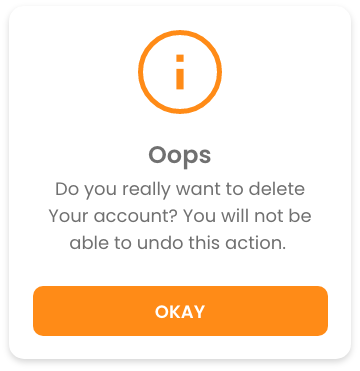 Oops
Do you really want to delete
Your account? You will not be
able to undo this action.
OKAY